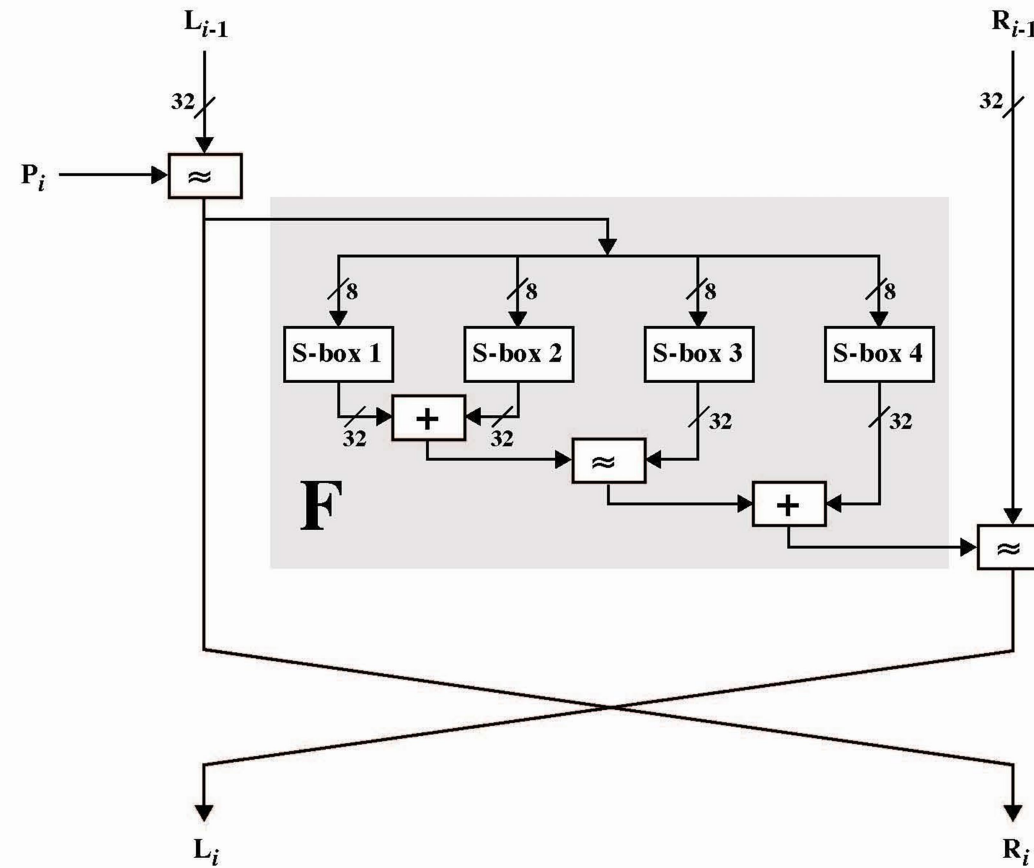 L_{i-1} R_{i-1}
32 32
P_i ≈
8 8 8 8
S-box 1 S-box 2 S-box 3 S-box 4
+
32 32 32 32
≈
F +
≈
L_i R_i